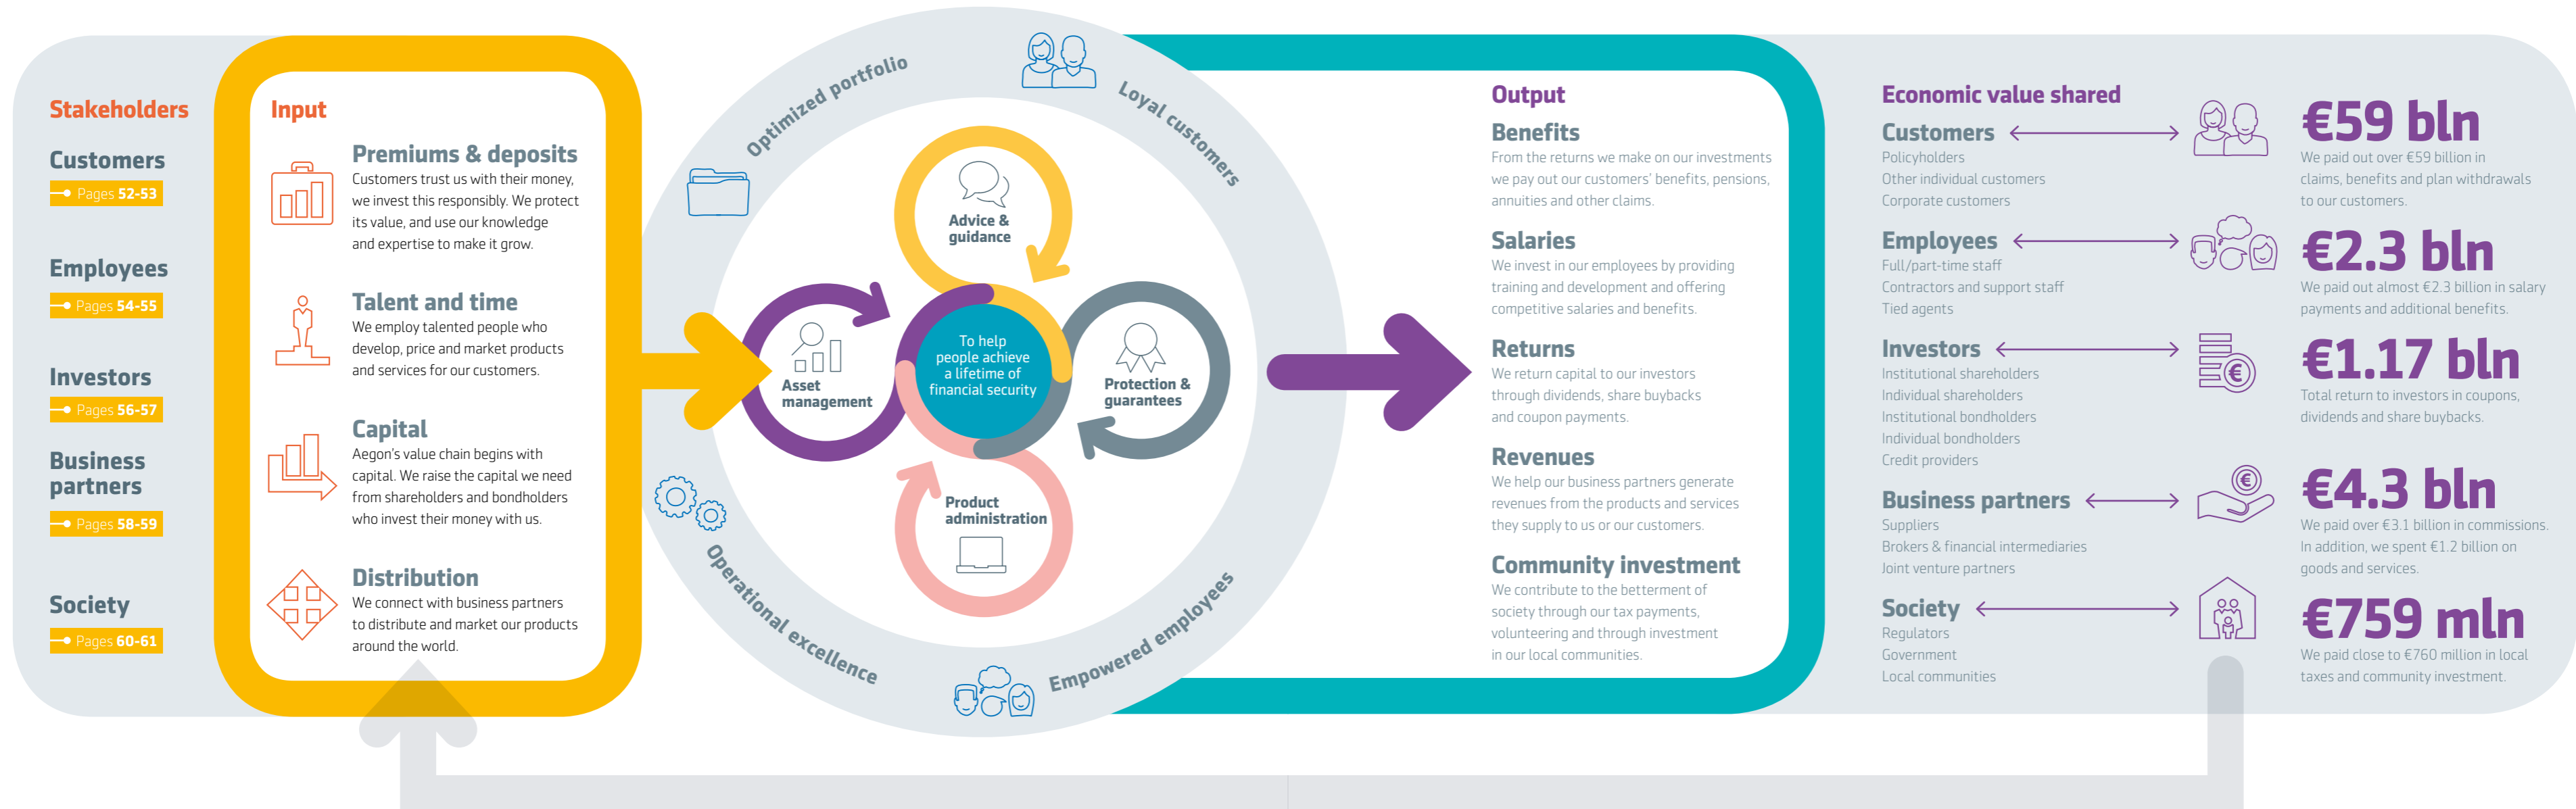 Stakeholders
Customers
Pages 52-53
Employees
Pages 54-55
Investors
Pages 56-57
Business
partners
Pages 58-59
Society
Pages 60-61
Input
Premiums & deposits
Customers trust us with their money,
we invest this responsibly. We protect
its value, and use our knowledge
and expertise to make it grow.
Talent and time
We employ talented people who
develop, price and market products
and services for our customers.
Capital
Aegon's value chain begins with
capital. We raise the capital we need
from shareholders and bondholders
who invest their money with us.
Distribution
We connect with business partners
to distribute and market our products
around the world.
Optimized portfolio
Loyal customers
Operational excellence
Empowered employees
Advice &
guidance
Asset
management
To help
people achieve
a lifetime of
financial security
Protection &
guarantees
Product
administration
Output
Benefits
From the returns we make on our investments
we pay out our customers' benefits, pensions,
annuities and other claims.
Salaries
We invest in our employees by providing
training and development and offering
competitive salaries and benefits.
Returns
We return capital to our investors
through dividends, share buybacks
and coupon payments.
Revenues
We help our business partners generate
revenues from the products and services
they supply to us or our customers.
Community investment
We contribute to the betterment of
society through our tax payments,
volunteering and through investment
in our local communities.
Economic value shared
Customers
Policyholders
Other individual customers
Corporate customers
€59 bln
We paid out over €59 billion in
claims, benefits and plan withdrawals
to our customers.
Employees
Full/part-time staff
Contractors and support staff
Tied agents
€2.3 bln
We paid out almost €2.3 billion in salary
payments and additional benefits.
Investors
Institutional shareholders
Individual shareholders
Institutional bondholders
Individual bondholders
Credit providers
€
€1.17 bln
Total return to investors in coupons,
dividends and share buybacks.
Business partners
Suppliers
Brokers & financial intermediaries
Joint venture partners
€
€4.3 bln
We paid over €3.1 billion in commissions.
In addition, we spent €1.2 billion on
goods and services.
Society
Regulators
Government
Local communities
€759 mln
We paid close to €760 million in local
taxes and community investment.